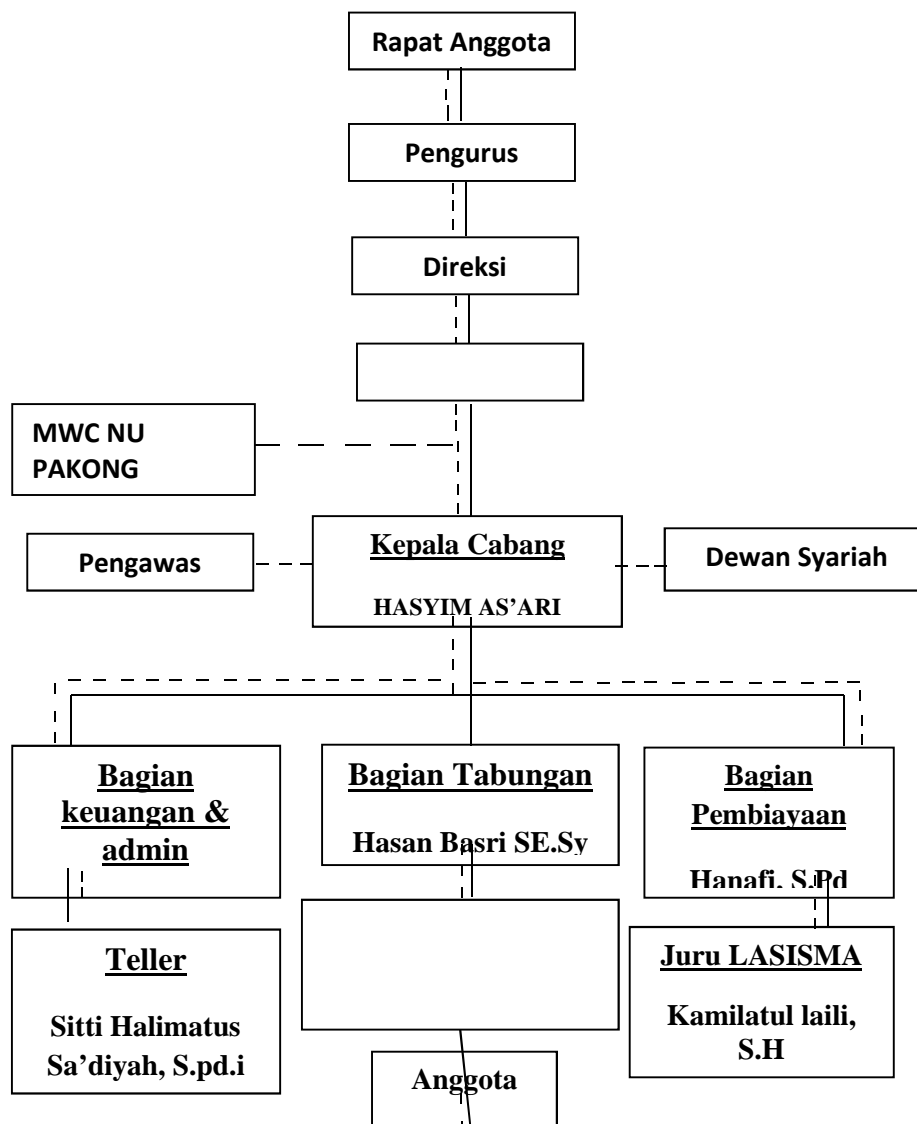 Rapat Anggota
Pengurus
Direksi
MWC NU
PAKONG
Kepala Cabang
HASYIM AS’ARI
Pengawas
Dewan Syariah
Bagian
keuangan &
admin
Bagian Tabungan
Hasan Basri SE.Sy
Bagian
Pembiayaan
Hanafi, S.Pd
Teller
Sitti Halimatus
Sa’diyah, S.pd.i
Juru LASISMA
Kamilatul laili,
S.H
Anggota